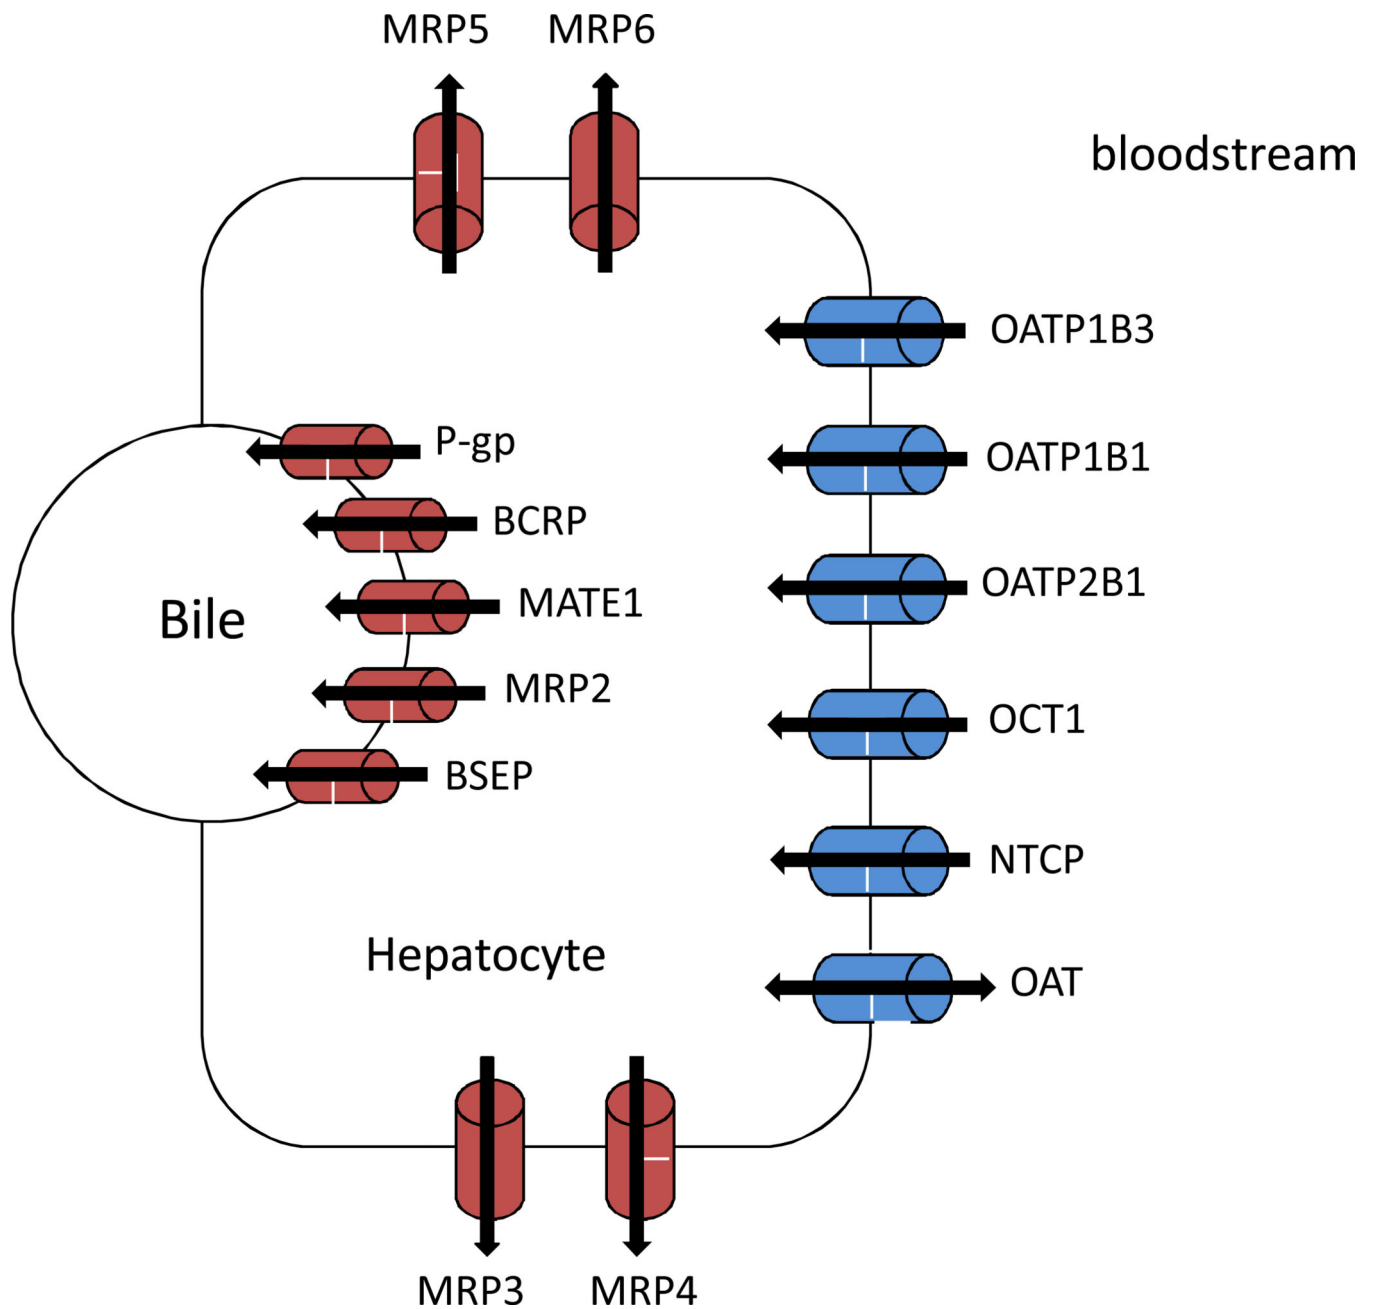 MRP5 MRP6
bloodstream
OATP1B3
P-gp
OATP1B1
BCRP
OATP2B1
MATE1
Bile
MRP2
OCT1
BSEP
NTCP
Hepatocyte
OAT
MRP3 MRP4